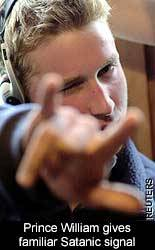 REUTERS
Prince William gives
familiar Satanic signal